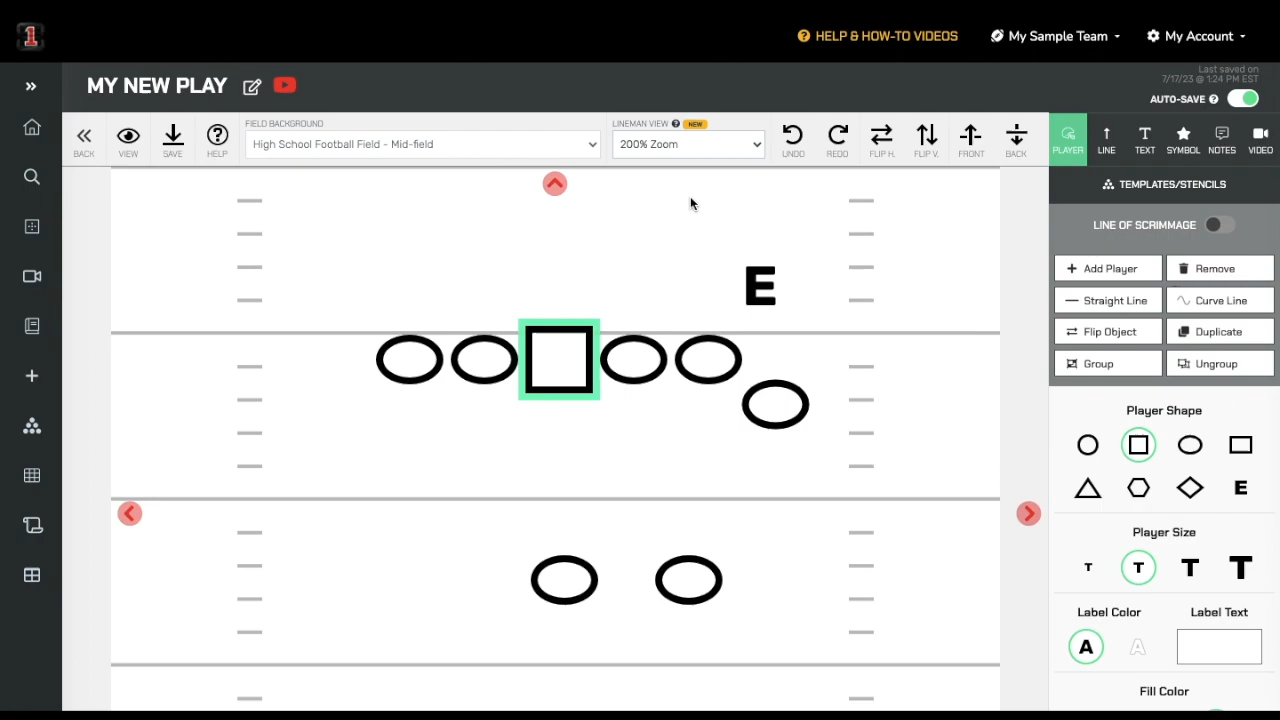 1
HELP & HOW-TO VIDEOS
My Sample Team
My Account
MY NEW PLAY
Last saved on
7/17/23 @ 1:24 PM EST
AUTO-SAVE
BACK
VIEW
SAVE
HELP
FIELD BACKGROUND
High School Football Field - Mid-field
LINEMAN VIEW
NEW
200% Zoom
UNDO
REDO
FLIP H.
FLIP V.
FRONT
BACK
PLAYER
LINE
TEXT
SYMBOL
NOTES
VIDEO
TEMPLATES/STENCILS
LINE OF SCRIMMAGE
Add Player
Remove
Straight Line
Curve Line
Flip Object
Duplicate
Group
Ungroup
E
Player Shape
E
Player Size
T T T T
Label Color
Label Text
A A
Fill Color